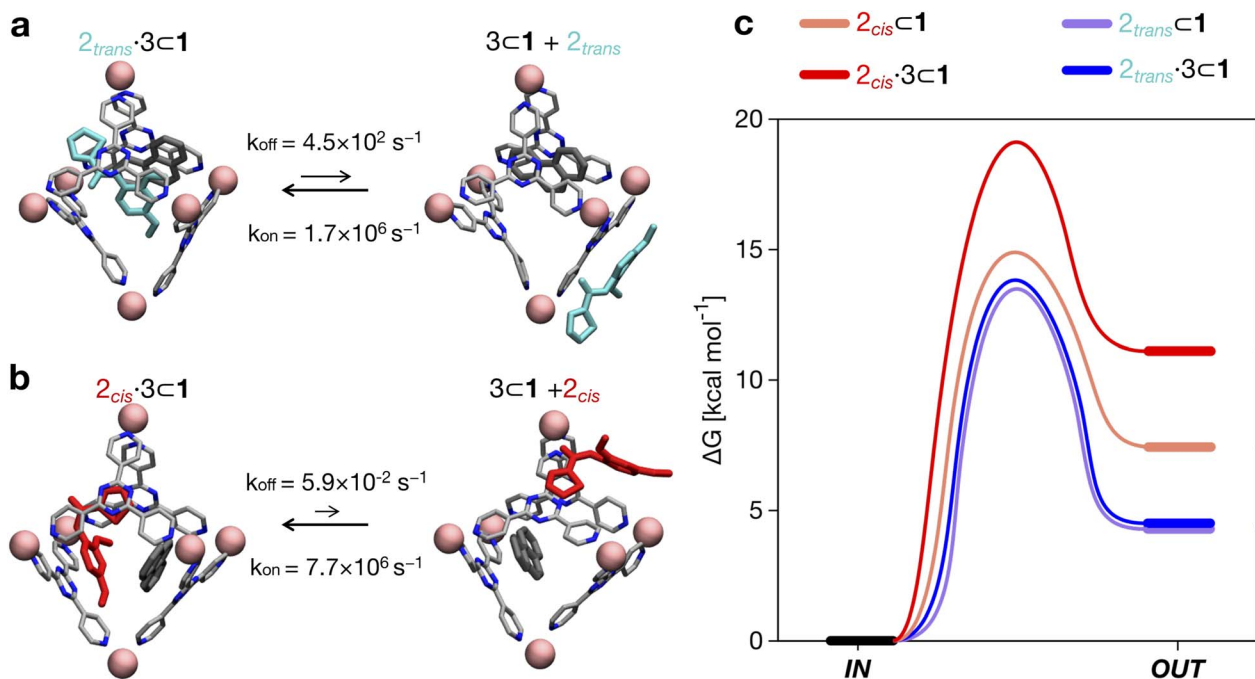 a
2trans·3⊂1
3⊂1 + 2trans
koff = 4.5×10² s⁻¹
kon = 1.7×10⁶ s⁻¹
b
2cis·3⊂1
3⊂1 +2cis
koff = 5.9×10⁻² s⁻¹
kon = 7.7×10⁶ s⁻¹
c
2cis⊂1
2trans⊂1
2cis·3⊂1
2trans·3⊂1
ΔG [kcal mol⁻¹]
20
15
10
5
0
IN
OUT